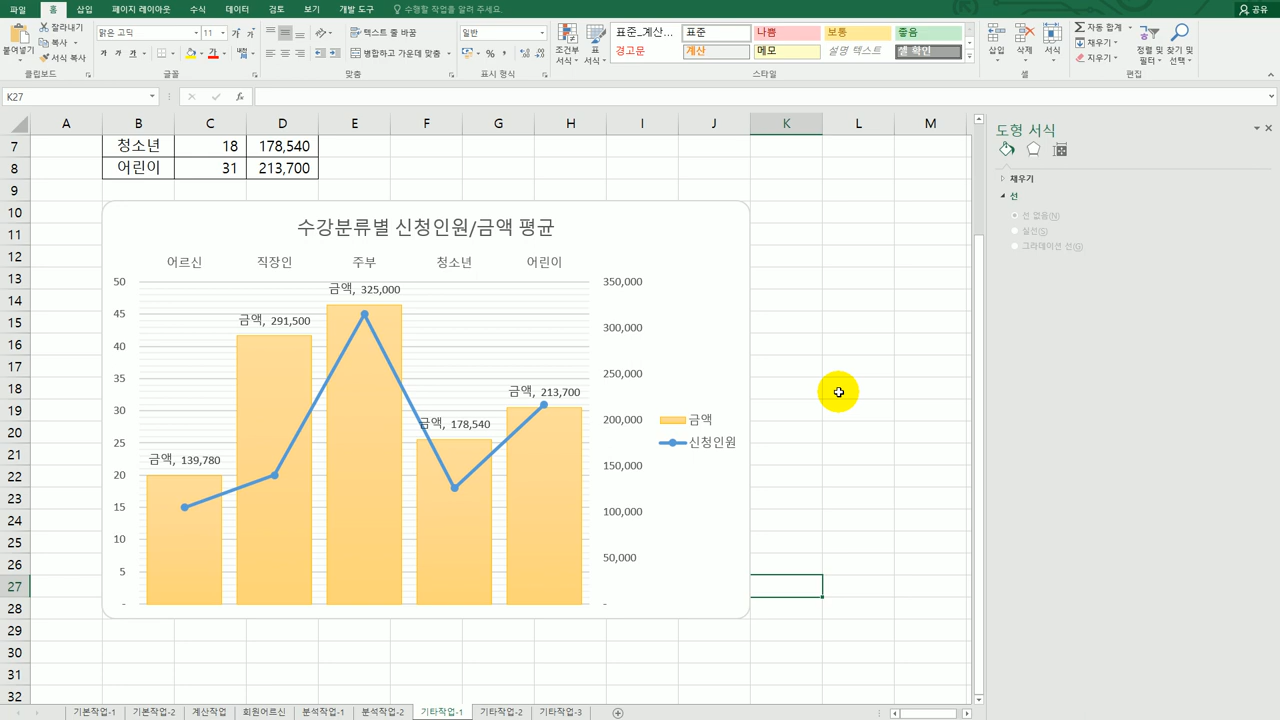 파일 홈 삽입 페이지 레이아웃 수식 데이터 검토 보기 개발 도구 수행할 작업을 알려 주세요. 공유
붙여넣기 잘라내기 복사 서식 복사 클립보드
맑은 고딕 11 가 가 가 가 가 가 글꼴
텍스트 줄 바꿈 병합하고 가운데 맞춤 맞춤
일반 % 표시 형식
조건부 서식 표 서식
표준_계산... 표준 나쁨 보통 좋음
경고문 계산 메모 설명 텍스트 셀 확인
스타일
삽입 삭제 서식 셀
자동 합계 채우기 지우기 정렬 및 필터 찾기 및 선택 편집
K27 fx
A B C D E F G H I J K L M
7 청소년 18 178,540
8 어린이 31 213,700
9
10
11
12
13
14
15
16
17
18
19
20
21
22
23
24
25
26
27
28
29
30
31
32
수강분류별 신청인원/금액 평균
어르신 직장인 주부 청소년 어린이
50 350,000
45 300,000
40 250,000
35 200,000
30 150,000
25 100,000
20 50,000
15 -
10
5
-
금액, 139,780
금액, 291,500
금액, 325,000
금액, 178,540
금액, 213,700
금액
신청인원
도형 서식
채우기
선
선 없음(N)
실선(S)
그라데이션 선(G)
기본작업-1 기본작업-2 계산작업 회원어르신 분석작업-1 분석작업-2 기타작업-1 기타작업-2 기타작업-3